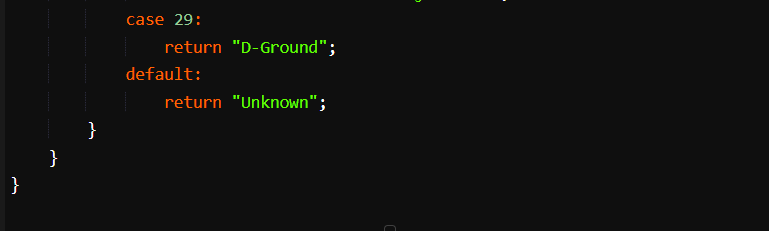 case 29:
return "D-Ground";
default:
return "Unknown";
}
}
}